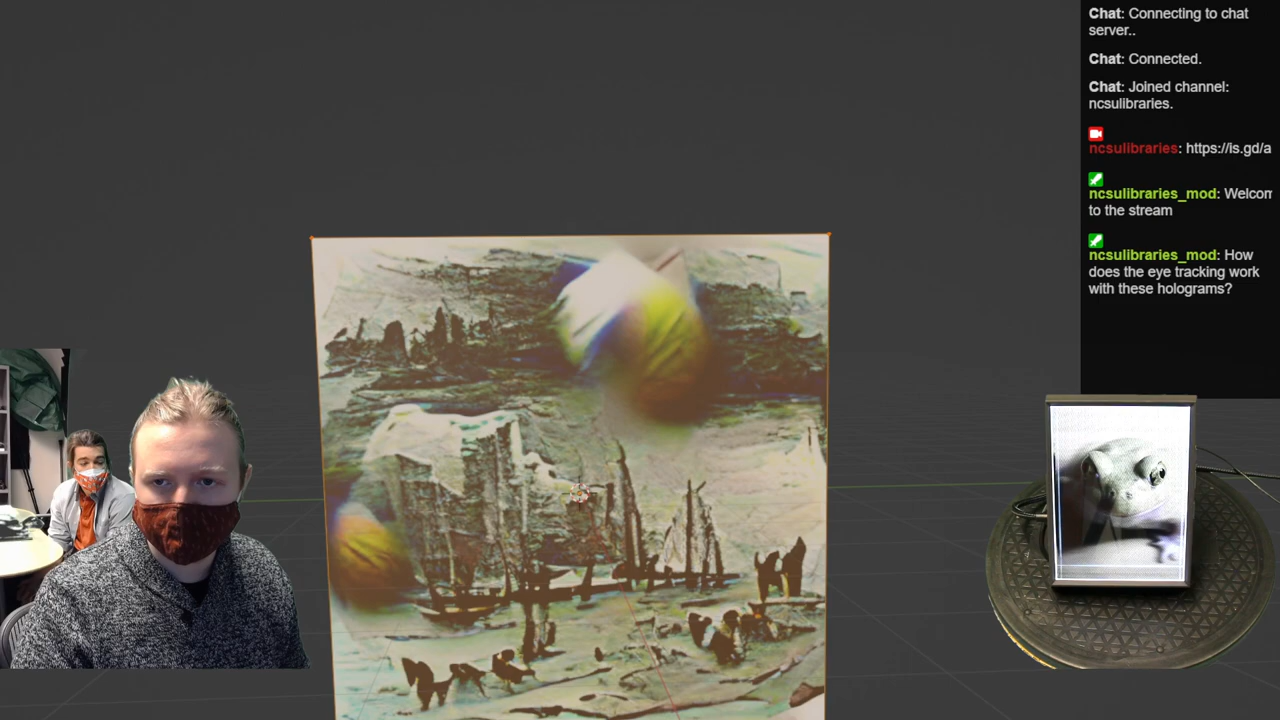 Chat: Connecting to chat
server..
Chat: Connected.
Chat: Joined channel:
ncsulibraries.
ncsulibraries: https://is.gd/a
ncsulibraries_mod: Welcom
to the stream
ncsulibraries_mod: How
does the eye tracking work
with these holograms?